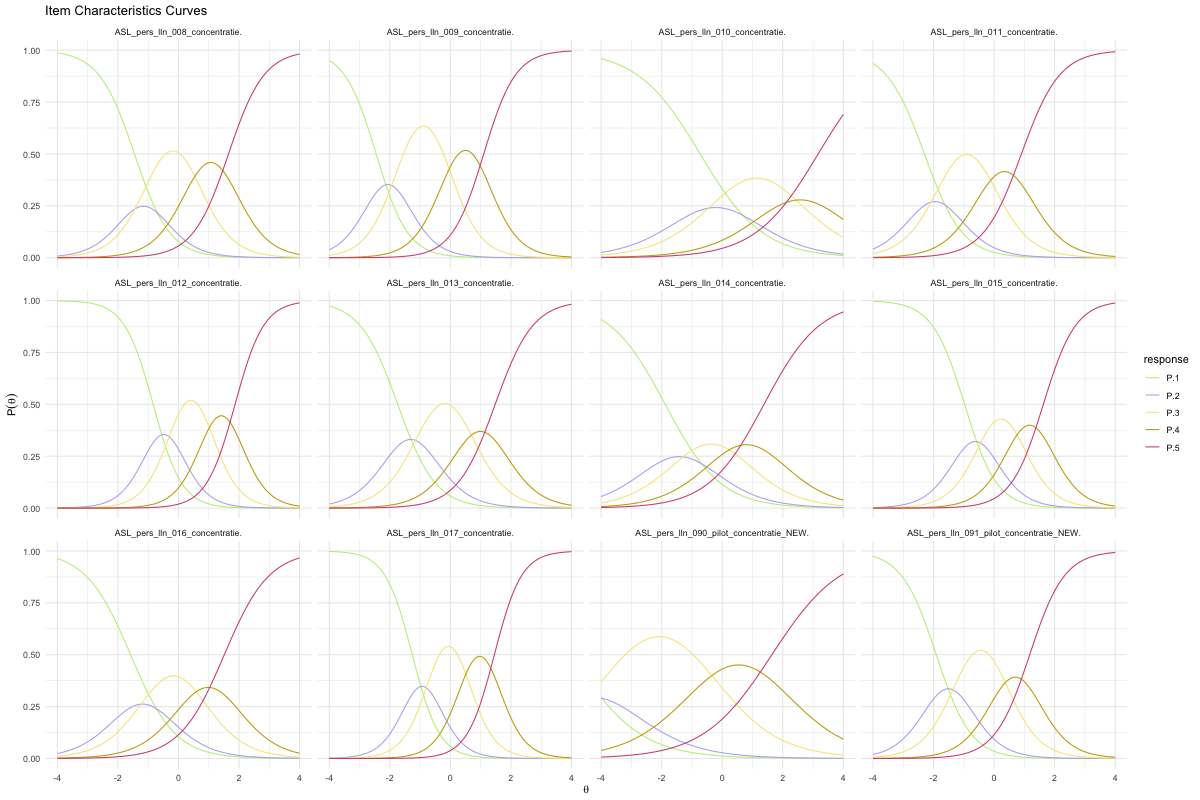 Item Characteristics Curves
ASL_pers_lln_008_concentratie. ASL_pers_lln_009_concentratie. ASL_pers_lln_010_concentratie. ASL_pers_lln_011_concentratie.
1.00
0.75
0.50
0.25
0.00
ASL_pers_lln_012_concentratie. ASL_pers_lln_013_concentratie. ASL_pers_lln_014_concentratie. ASL_pers_lln_015_concentratie.
1.00
0.75
0.50
0.25
0.00
P(θ)
ASL_pers_lln_016_concentratie. ASL_pers_lln_017_concentratie. ASL_pers_lln_090_pilot_concentratie_NEW. ASL_pers_lln_091_pilot_concentratie_NEW.
1.00
0.75
0.50
0.25
0.00
-4 -2 0 2 4 -4 -2 0 2 4 -4 -2 0 2 4 -4 -2 0 2 4
θ
response
P.1
P.2
P.3
P.4
P.5